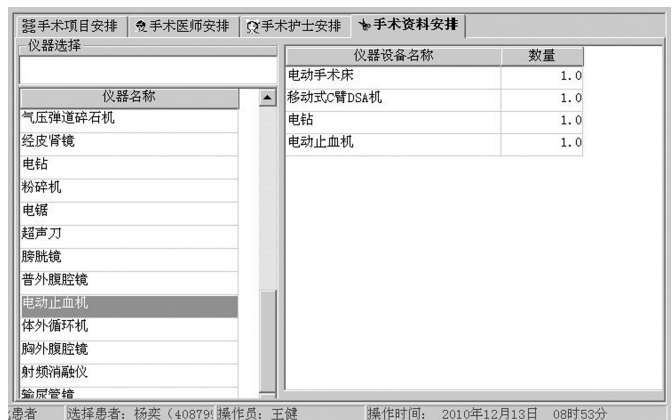 手术项目安排 手术医师安排 手术护士安排 手术资料安排
仪器选择
仪器名称
气压弹道碎石机
经皮肾镜
电钻
粉碎机
电锯
超声刀
膀胱镜
普外腹腔镜
电动止血机
体外循环机
胸外腹腔镜
射频消融仪
输尿管镜
仪器设备名称 数量
电动手术床 1.0
移动式C臂DSA机 1.0
电钻 1.0
电动止血机 1.0
患者 选择患者: 杨奕 (408799 操作员: 王健 操作时间: 2010年12月13日 08时53分